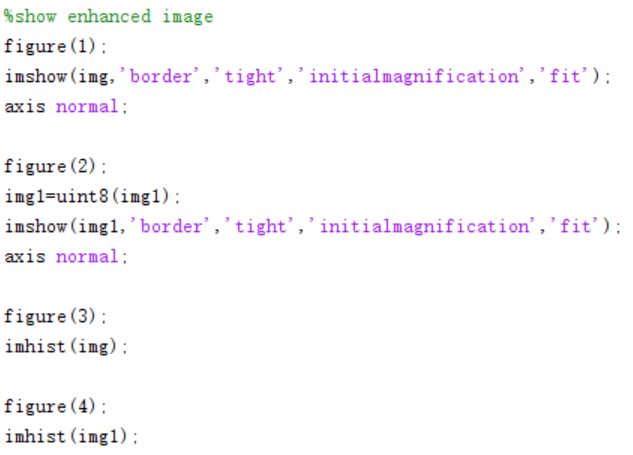 %show enhanced image
figure(1);
imshow(img,'border','tight','initialmagnification','fit');
axis normal;
figure(2);
img1=uint8(img1);
imshow(img1,'border','tight','initialmagnification','fit');
axis normal;
figure(3);
imhist(img);
figure(4);
imhist(img1);